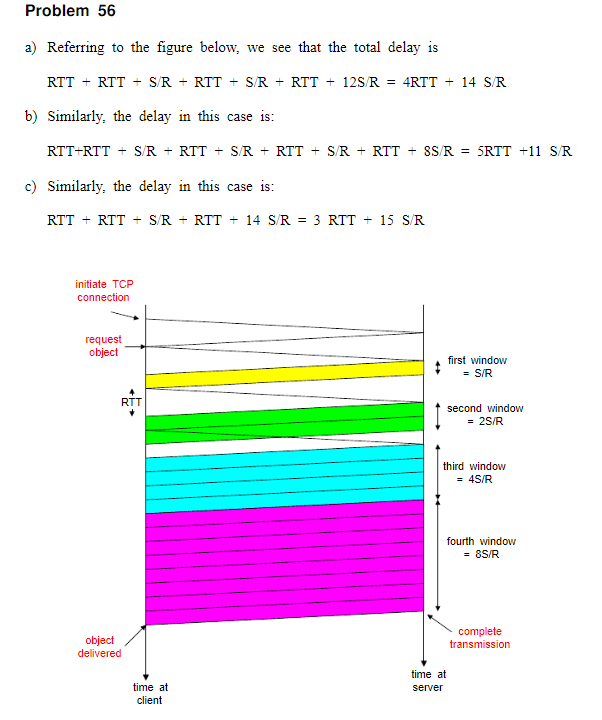 Problem 56
a) Referring to the figure below, we see that the total delay is
RTT + RTT + S/R + RTT + S/R + RTT + 12S/R = 4RTT + 14 S/R
b) Similarly, the delay in this case is:
RTT+RTT + S/R + RTT + S/R + RTT + S/R + RTT + 8S/R = 5RTT +11 S/R
c) Similarly, the delay in this case is:
RTT + RTT + S/R + RTT + 14 S/R = 3 RTT + 15 S/R
initiate TCP
connection
request
object
first window
= S/R
RTT
second window
= 2S/R
third window
= 4S/R
fourth window
= 8S/R
object
delivered
complete
transmission
time at
client
time at
server